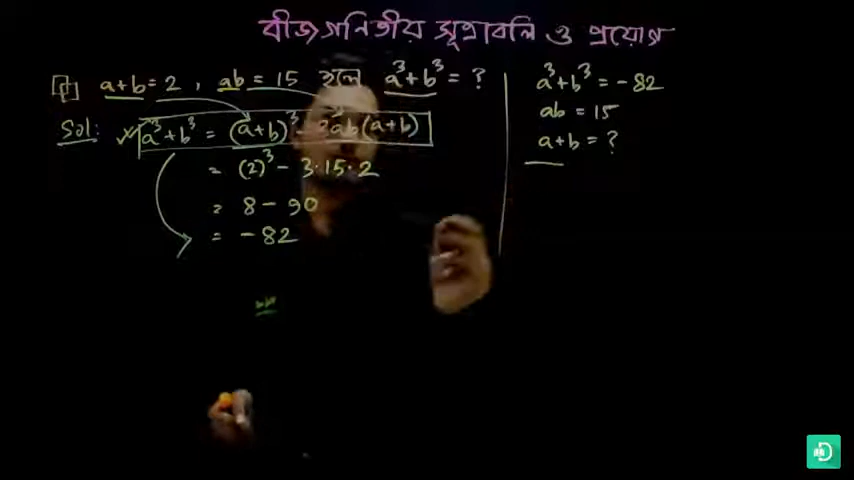 বীজগণিতীয় সূত্রাবলি ও প্রয়োগ
a+b = 2 , ab = 15 হলে a³+b³ = ?
Sol: a³+b³ = (a+b)³ - 3ab(a+b)
= (2)³ - 3·15·2
= 8 - 90
= -82
a³+b³ = -82
ab = 15
a+b = ?